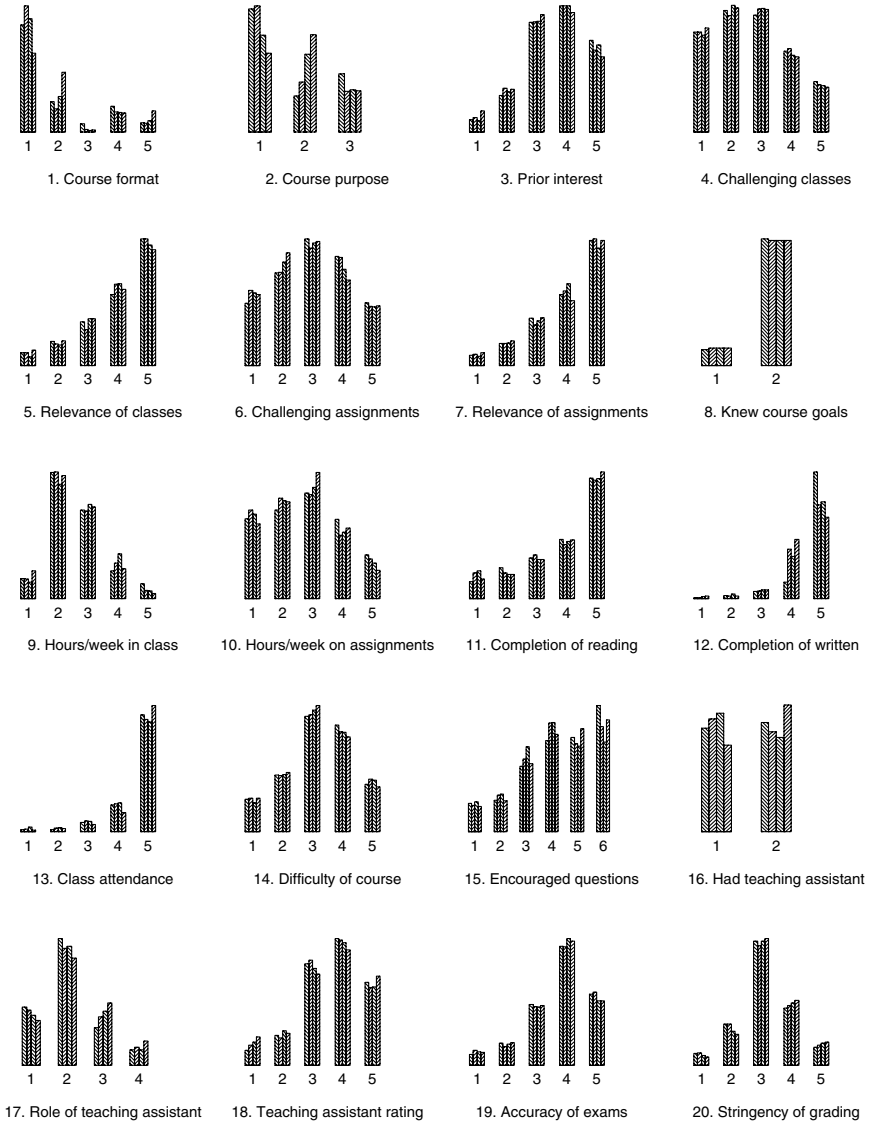 1 2 3 4 5
1. Course format
1 2 3
2. Course purpose
1 2 3 4 5
3. Prior interest
1 2 3 4 5
4. Challenging classes
1 2 3 4 5
5. Relevance of classes
1 2 3 4 5
6. Challenging assignments
1 2 3 4 5
7. Relevance of assignments
1 2
8. Knew course goals
1 2 3 4 5
9. Hours/week in class
1 2 3 4 5
10. Hours/week on assignments
1 2 3 4 5
11. Completion of reading
1 2 3 4 5
12. Completion of written
1 2 3 4 5
13. Class attendance
1 2 3 4 5
14. Difficulty of course
1 2 3 4 5 6
15. Encouraged questions
1 2
16. Had teaching assistant
1 2 3 4
17. Role of teaching assistant
1 2 3 4 5
18. Teaching assistant rating
1 2 3 4 5
19. Accuracy of exams
1 2 3 4 5
20. Stringency of grading